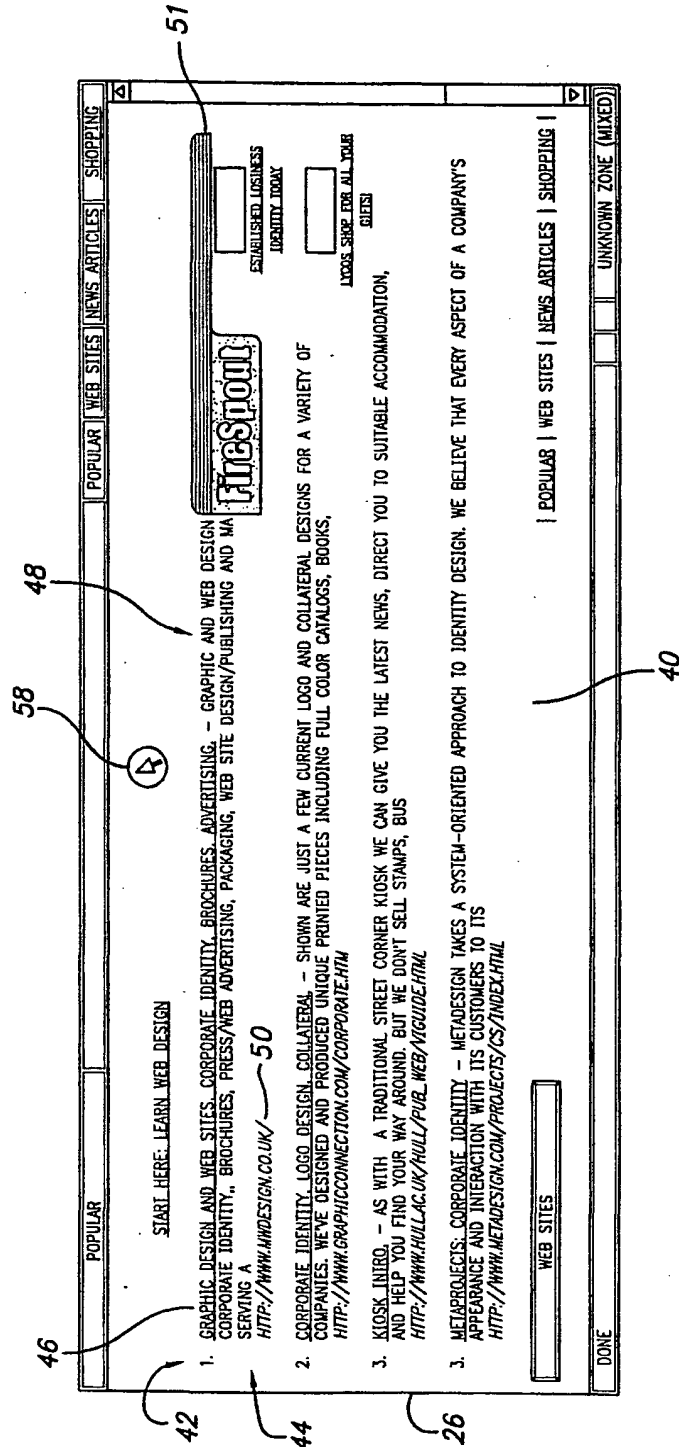 58
48
51
46
42
44
50
26
40
POPULAR
POPULAR | WEB SITES | NEWS ARTICLES | SHOPPING
START HERE: LEARN WEB DESIGN
1. GRAPHIC DESIGN AND WEB SITES, CORPORATE IDENTITY, BROCHURES, ADVERTISING, - GRAPHIC AND WEB DESIGN
CORPORATE IDENTITY,, BROCHURES, PRESS/WEB ADVERTISING, PACKAGING, WEB SITE DESIGN/PUBLISHING AND MA
SERVING A
HTTP://WWW.MWDESIGN.CO.UK/
FireSpout
ESTABLISHED LOSINESS
IDENTITY TODAY
2. CORPORATE IDENTITY, LOGO DESIGN, COLLATERAL - SHOWN ARE JUST A FEW CURRENT LOGO AND COLLATERAL DESIGNS FOR A VARIETY OF
COMPANIES. WE'VE DESIGNED AND PRODUCED UNIQUE PRINTED PIECES INCLUDING FULL COLOR CATALOGS, BOOKS,
HTTP://WWW.GRAPHICCONNECTION.COM/CORPORATE.HTM
LYCOS SHOP FOR ALL YOUR
GIFTS!
3. KIOSK INTRO. - AS WITH A TRADITIONAL STREET CORNER KIOSK WE CAN GIVE YOU THE LATEST NEWS, DIRECT YOU TO SUITABLE ACCOMMODATION,
AND HELP YOU FIND YOUR WAY AROUND. BUT WE DON'T SELL STAMPS, BUS
HTTP://WWW.HULL.AC.UK/HULL/PUB_WEB/VIGUIDE.HTML
3. METAPROJECTS: CORPORATE IDENTITY - METADESIGN TAKES A SYSTEM-ORIENTED APPROACH TO IDENTITY DESIGN. WE BELIEVE THAT EVERY ASPECT OF A COMPANY'S
APPEARANCE AND INTERACTION WITH ITS CUSTOMERS TO ITS
HTTP://WWW.METADESIGN.COM/PROJECTS/CS/INDEX.HTML
WEB SITES
| POPULAR | WEB SITES | NEWS ARTICLES | SHOPPING |
DONE
UNKNOWN ZONE (MIXED)